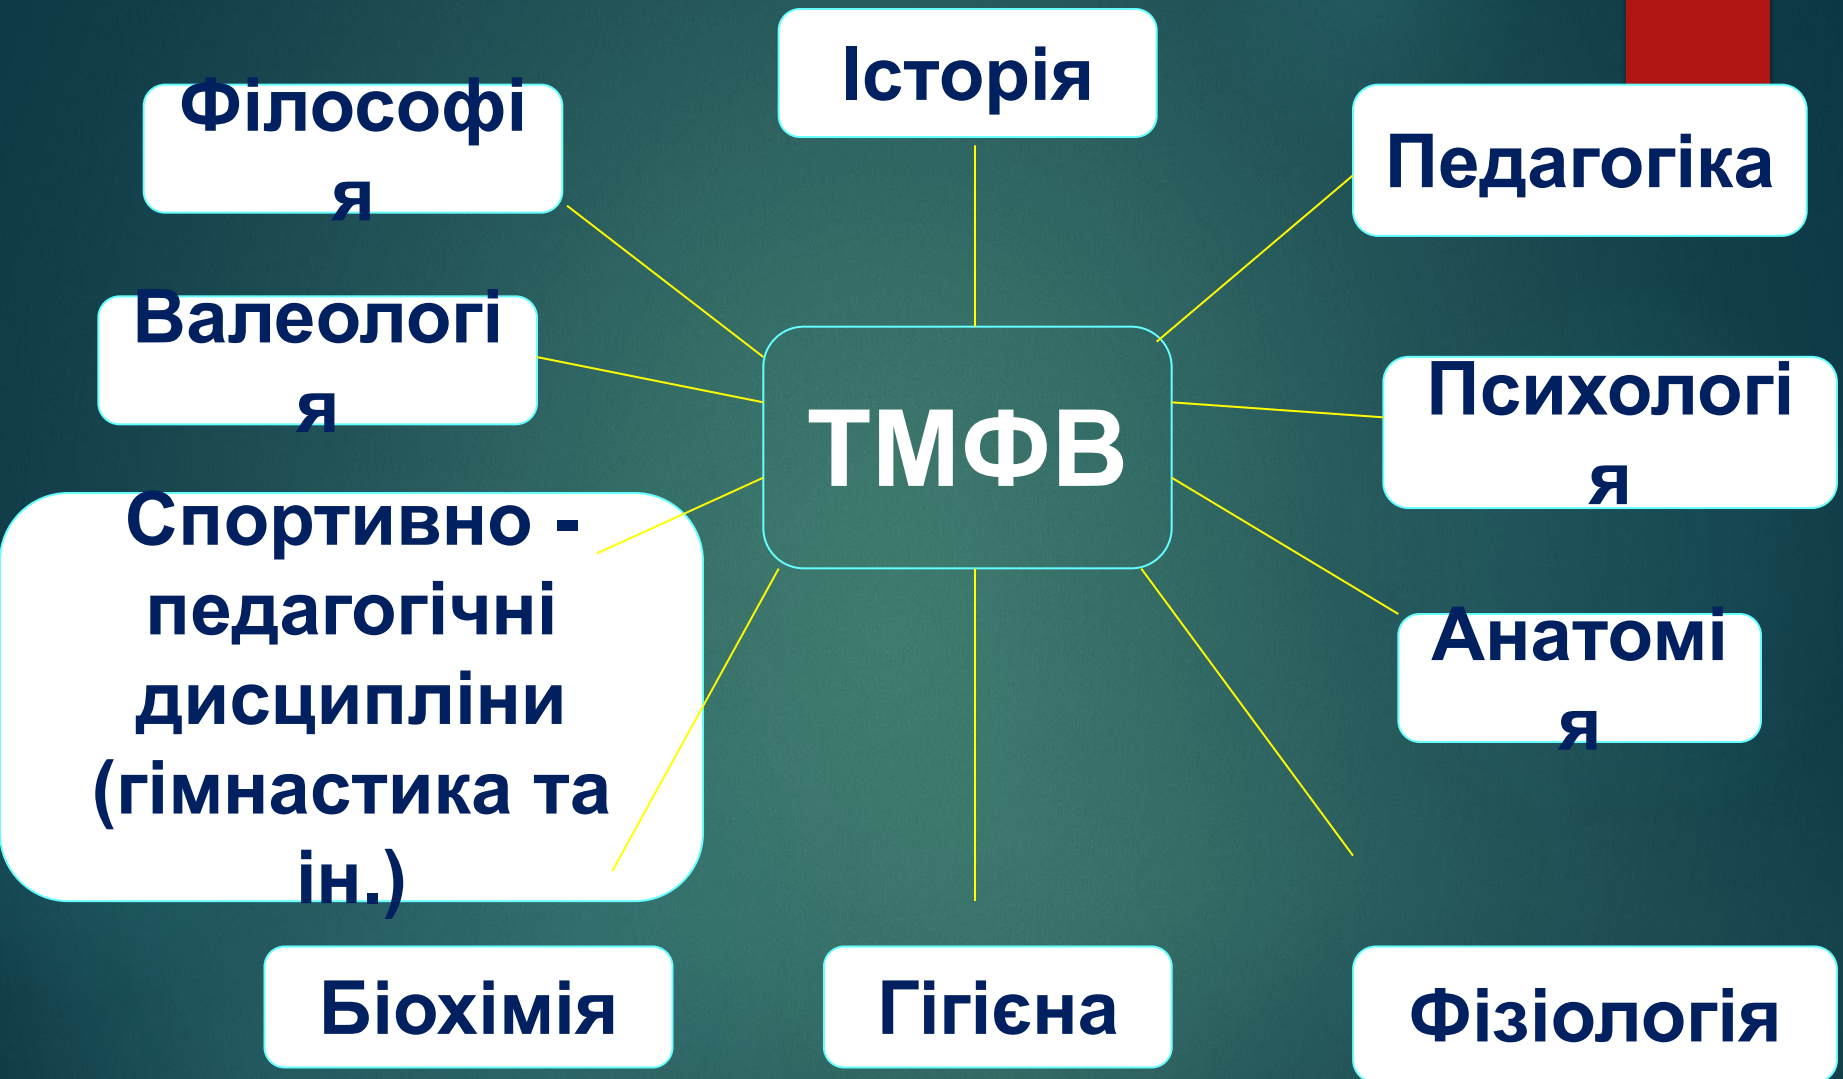 Історія
Філософі
я
Педагогіка
Валеологі
я
Психологі
я
ТМФВ
Спортивно -
педагогічні
дисципліни
(гімнастика та
ін.)
Анатомі
я
Біохімія
Гігієна
Фізіологія